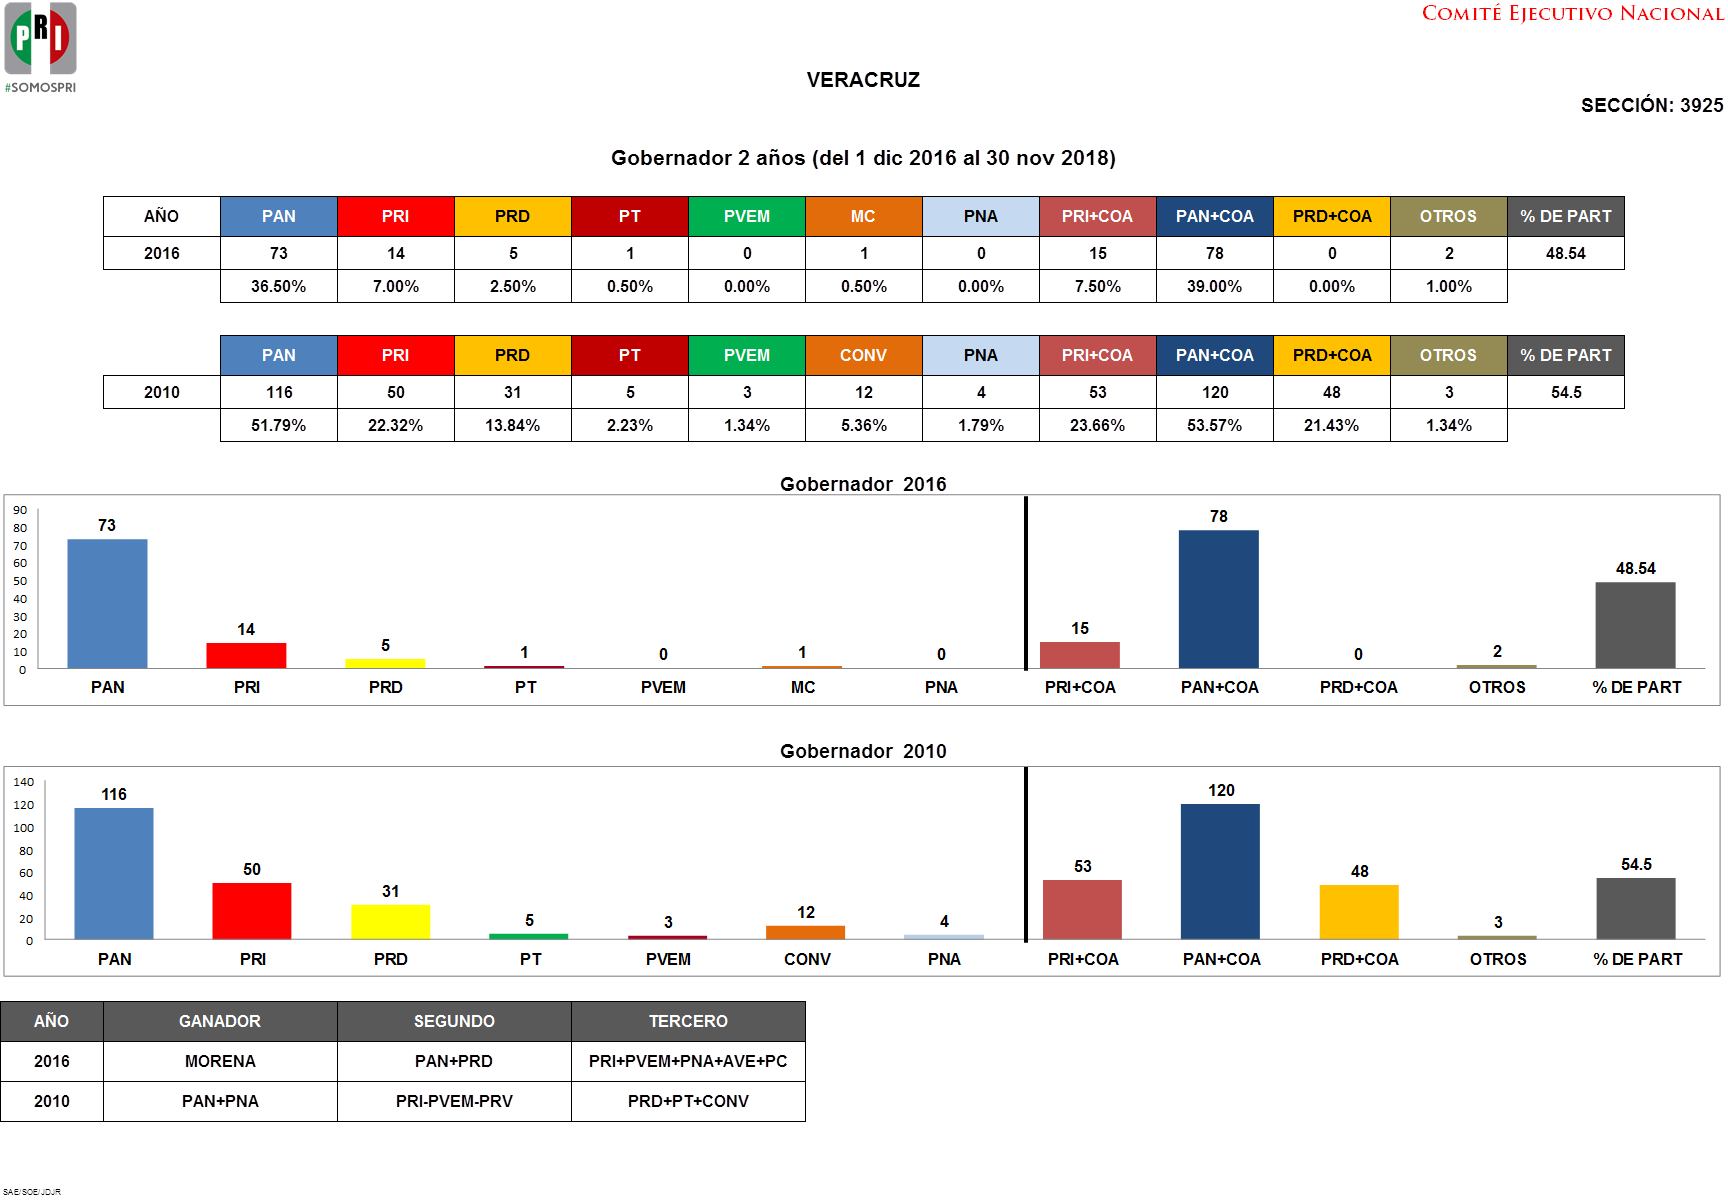 PRI
#SOMOSPRI
COMITÉ EJECUTIVO NACIONAL
VERACRUZ
SECCIÓN: 3925
Gobernador 2 años (del 1 dic 2016 al 30 nov 2018)
AÑO PAN PRI PRD PT PVEM MC PNA PRI+COA PAN+COA PRD+COA OTROS % DE PART
2016 73 14 5 1 0 1 0 15 78 0 2 48.54
36.50% 7.00% 2.50% 0.50% 0.00% 0.50% 0.00% 7.50% 39.00% 0.00% 1.00%
PAN PRI PRD PT PVEM CONV PNA PRI+COA PAN+COA PRD+COA OTROS % DE PART
2010 116 50 31 5 3 12 4 53 120 48 3 54.5
51.79% 22.32% 13.84% 2.23% 1.34% 5.36% 1.79% 23.66% 53.57% 21.43% 1.34%
Gobernador 2016
90
80
70
60
50
40
30
20
10
0
73 14 5 1 0 1 0 15 78 0 2 48.54
PAN PRI PRD PT PVEM MC PNA PRI+COA PAN+COA PRD+COA OTROS % DE PART
Gobernador 2010
140
120
100
80
60
40
20
0
116 50 31 5 3 12 4 53 120 48 3 54.5
PAN PRI PRD PT PVEM CONV PNA PRI+COA PAN+COA PRD+COA OTROS % DE PART
AÑO GANADOR SEGUNDO TERCERO
2016 MORENA PAN+PRD PRI+PVEM+PNA+AVE+PC
2010 PAN+PNA PRI-PVEM-PRV PRD+PT+CONV
SAE/SOE/JDJR